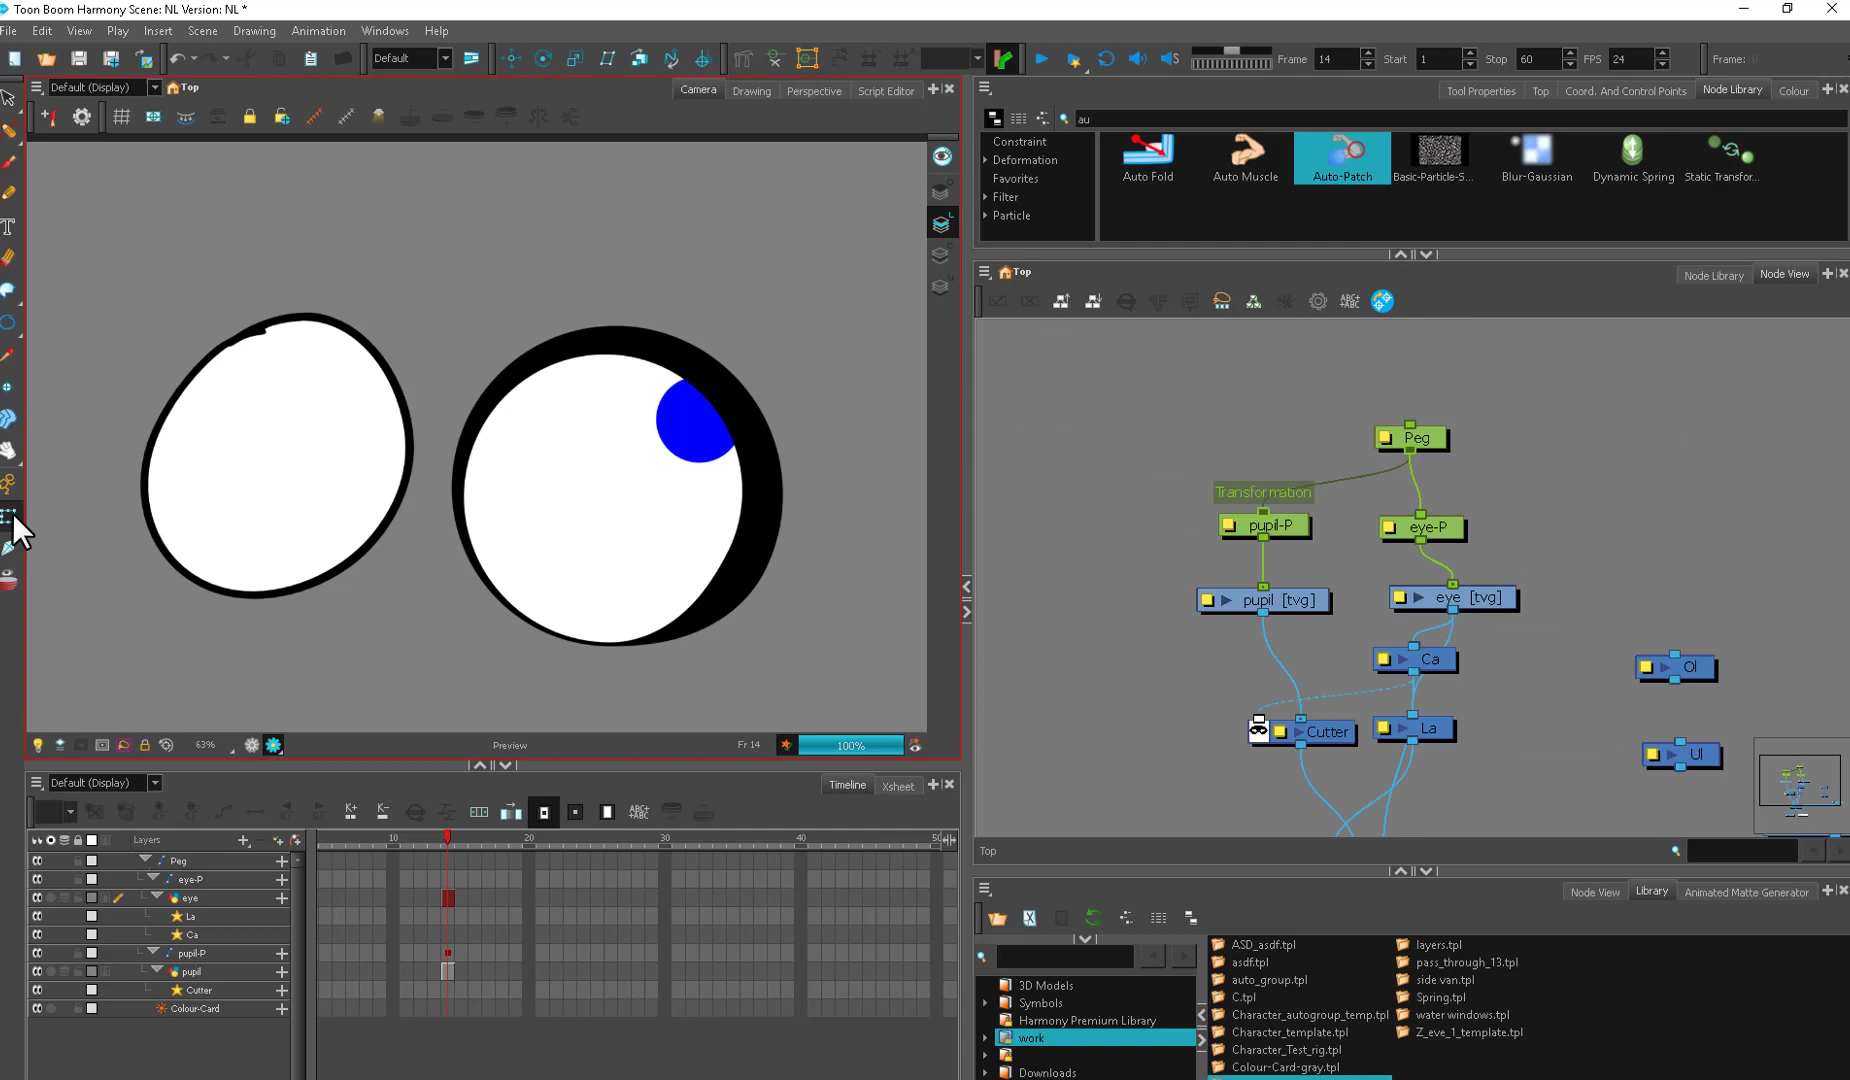 Toon Boom Harmony Scene: NL Version: NL *
File Edit View Play Insert Scene Drawing Animation Windows Help
Default Frame 14 Start 1 Stop 60 FPS 24 Frame: 0
Default (Display) Top Camera Drawing Perspective Script Editor
Tool Properties Top Coord. And Control Points Node Library Colour
au
Constraint
Deformation
Favorites
Filter
Particle
Auto Fold Auto Muscle Auto-Patch Basic-Particle-S... Blur-Gaussian Dynamic Spring Static Transfor...
Top Node Library Node View
ABC+
+ABC
Peg
Transformation
pupil-P eye-P
pupil [tvg] eye [tvg]
Ca
Ol
Cutter La
Ul
63% Preview Fr 14 100%
Default (Display) Timeline Xsheet
K+ K- ABC+
+ABC
Layers 10 20 30 40 50
Peg
eye-P
eye
La
Ca
pupil-P
pupil
Cutter
Colour-Card
Top
Node View Library Animated Matte Generator
3D Models
Symbols
Harmony Premium Library
work
Downloads
ASD_asdf.tpl
asdf.tpl
auto_group.tpl
C.tpl
Character_autogroup_temp.tpl
Character_template.tpl
Character_Test_rig.tpl
Colour-Card-gray.tpl
layers.tpl
pass_through_13.tpl
side van.tpl
Spring.tpl
water windows.tpl
Z_eve_1_template.tpl